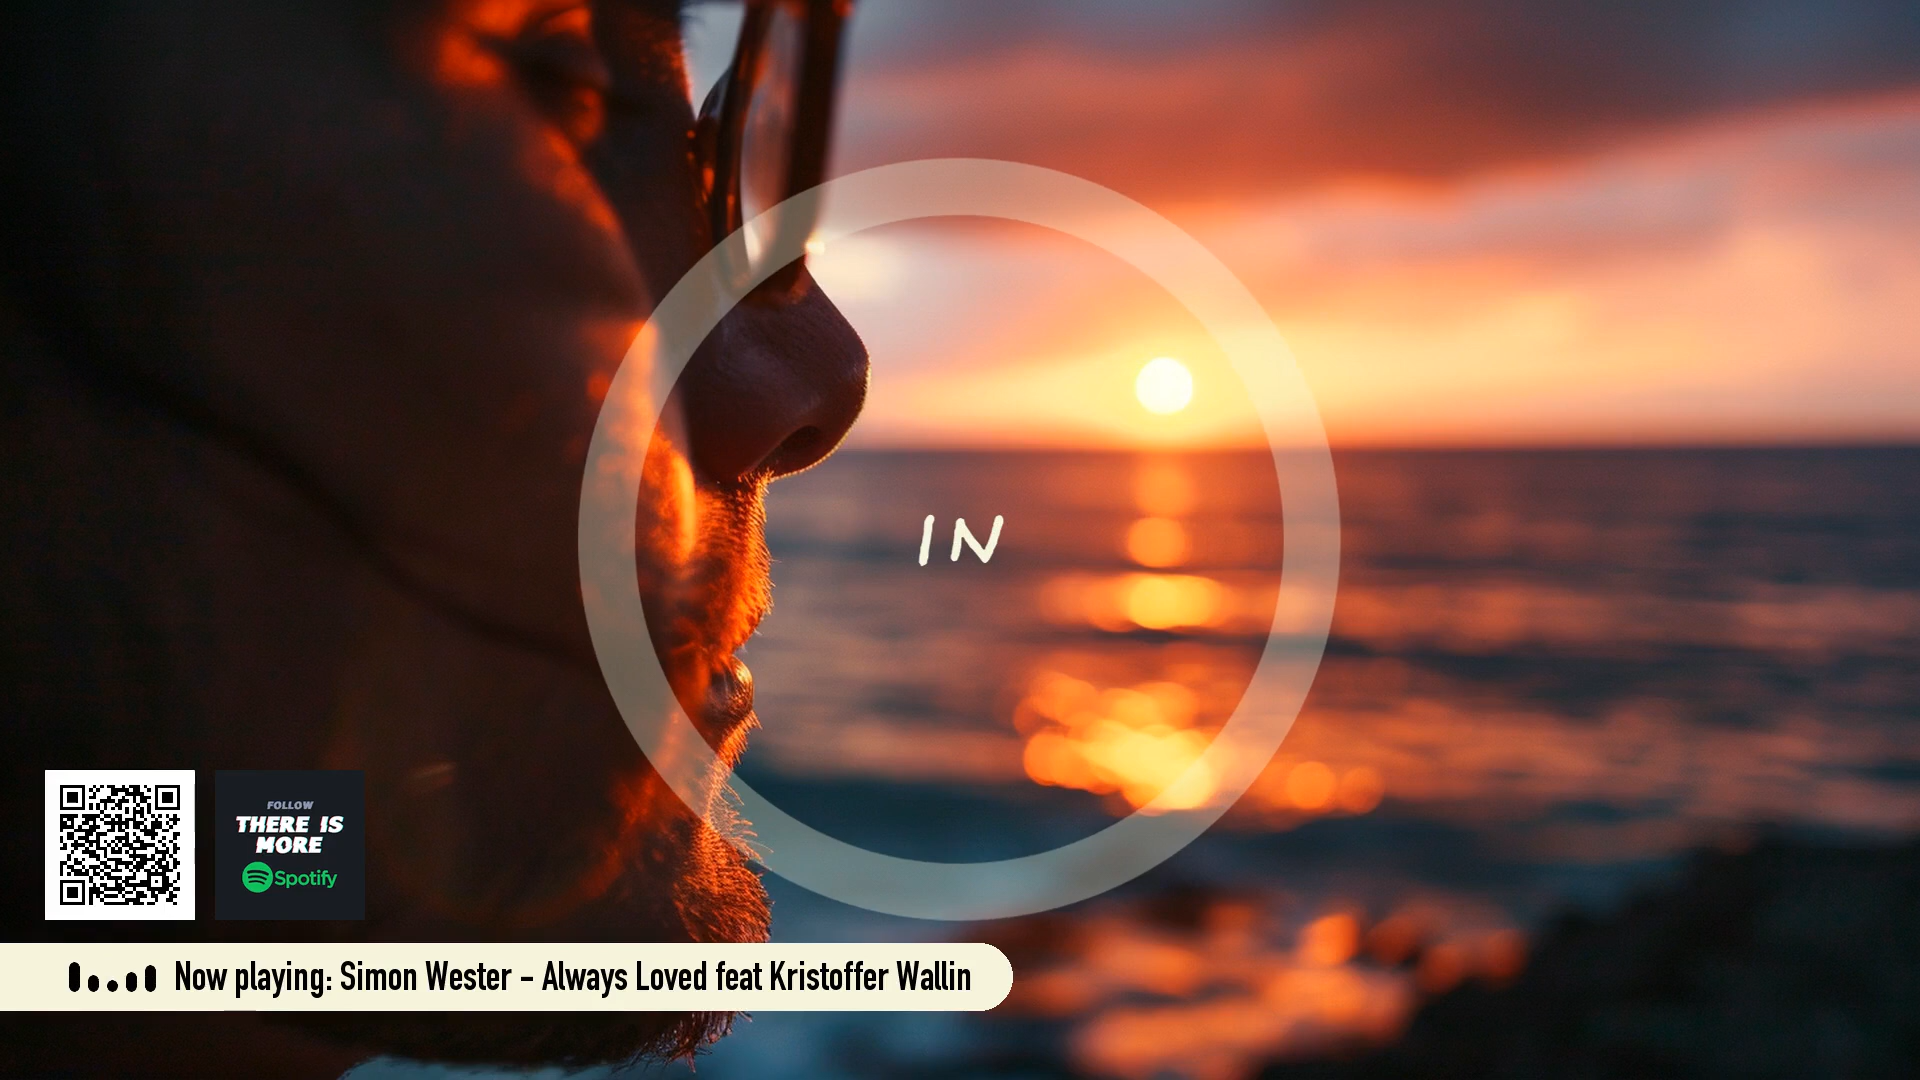 IN
FOLLOW
THERE IS
MORE
Spotify
Now playing: Simon Wester - Always Loved feat Kristoffer Wallin